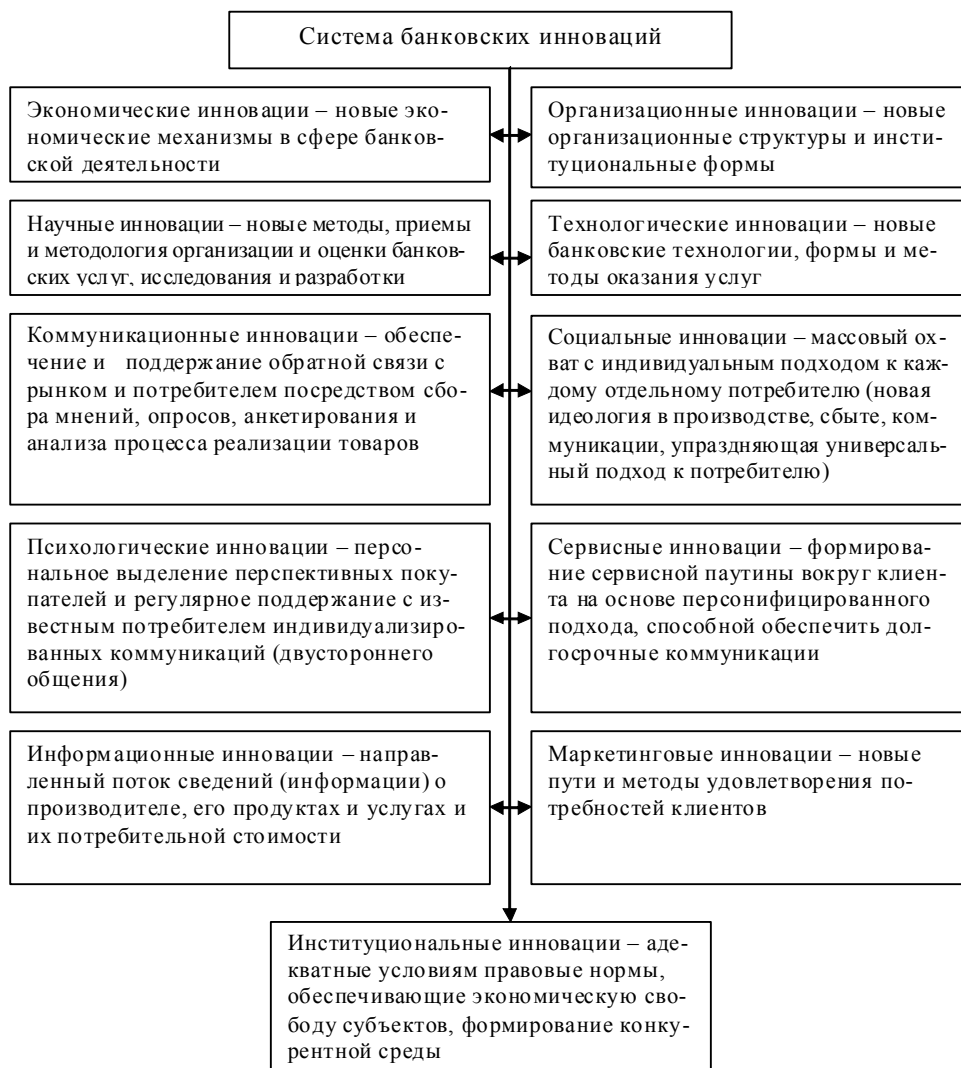 Система банковских инноваций
Экономические инновации – новые эко-
номические механизмы в сфере банков-
ской деятельности
Организационные инновации – новые
организационные структуры и инсти-
туциональные формы
Научные инновации – новые методы, приемы
и методология организации и оценки банков-
ских услуг, исследования и разработки
Технологические инновации – новые
банковские технологии, формы и ме-
тоды оказания услуг
Коммуникационные инновации – обеспе-
чение и поддержание обратной связи с
рынком и потребителем посредством сбо-
ра мнений, опросов, анкетирования и
анализа процесса реализации товаров
Социальные инновации – массовый ох-
ват с индивидуальным подходом к каж-
дому отдельному потребителю (новая
идеология в производстве, сбыте, ком-
муникации, упраздняющая универсаль-
ный подход к потребителю)
Психологические инновации – персо-
нальное выделение перспективных поку-
пателей и регулярное поддержание с из-
вестным потребителем индивидуализиро-
ванных коммуникаций (двустороннего
общения)
Сервисные инновации – формирова-
ние сервисной паутины вокруг клиен-
та на основе персонифицированного
подхода, способной обеспечить дол-
госрочные коммуникации
Информационные инновации – направ-
ленный поток сведений (информации) о
производителе, его продуктах и услугах и
их потребительной стоимости
Маркетинговые инновации – новые
пути и методы удовлетворения по-
требностей клиентов
Институциональные инновации – аде-
кватные условиям правовые нормы,
обеспечивающие экономическую сво-
боду субъектов, формирование конку-
рентной среды